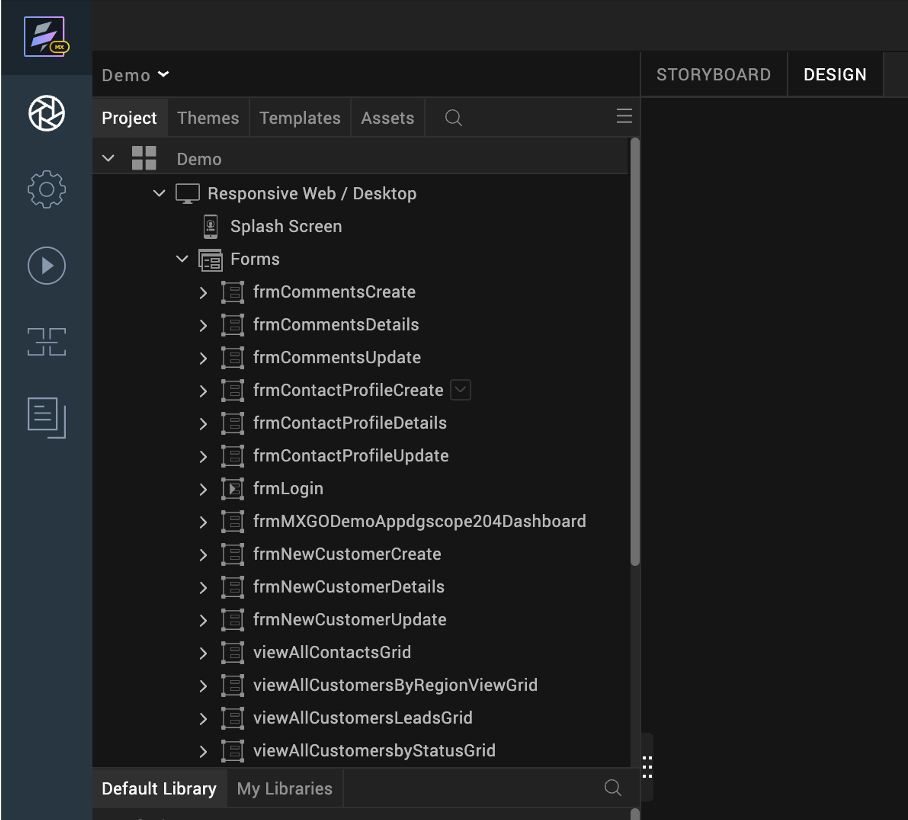 MX
Demo
STORYBOARD
DESIGN
Project
Themes
Templates
Assets
Demo
Responsive Web / Desktop
Splash Screen
Forms
frmCommentsCreate
frmCommentsDetails
frmCommentsUpdate
frmContactProfileCreate
frmContactProfileDetails
frmContactProfileUpdate
frmLogin
frmMXGODemoAppdgscope204Dashboard
frmNewCustomerCreate
frmNewCustomerDetails
frmNewCustomerUpdate
viewAllContactsGrid
viewAllCustomersByRegionViewGrid
viewAllCustomersLeadsGrid
viewAllCustomersbyStatusGrid
Default Library
My Libraries